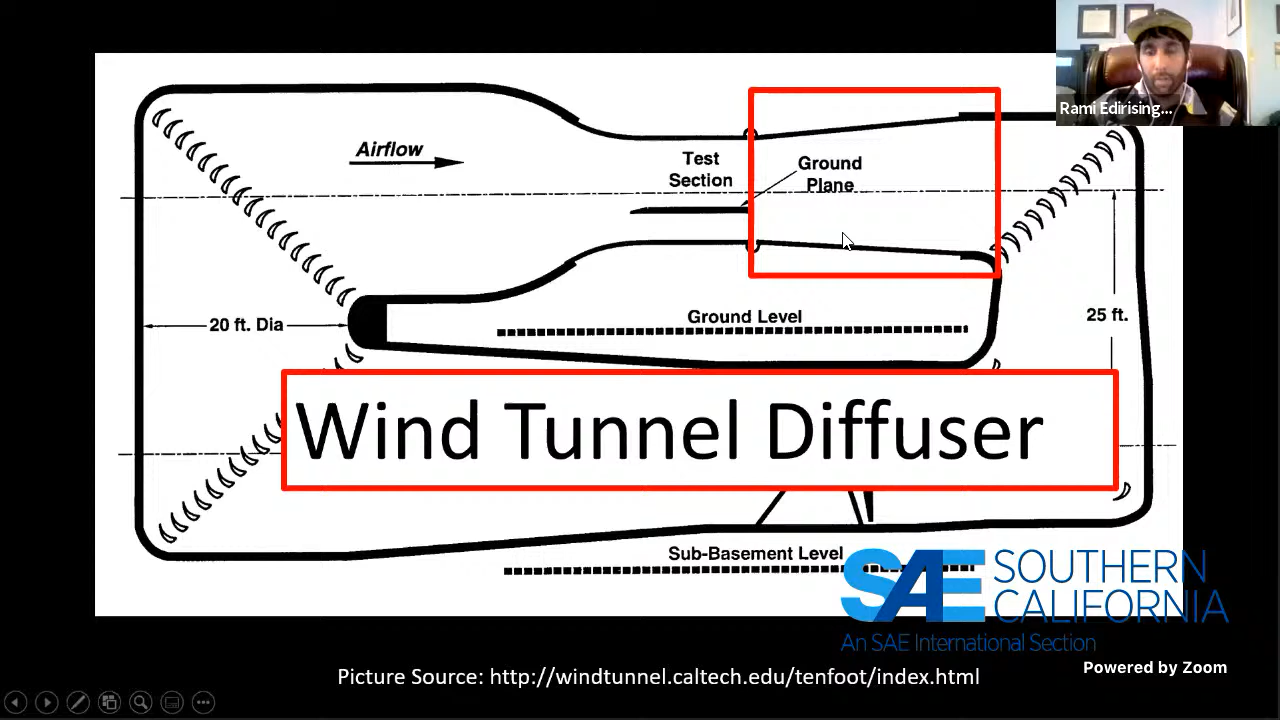 Rami Edirising...
Airflow
Test
Section
Ground
Plane
20 ft. Dia
Ground Level
25 ft.
Wind Tunnel Diffuser
Sub-Basement Level
SAE SOUTHERN
CALIFORNIA
An SAE International Section
Powered by Zoom
Picture Source: http://windtunnel.caltech.edu/tenfoot/index.html